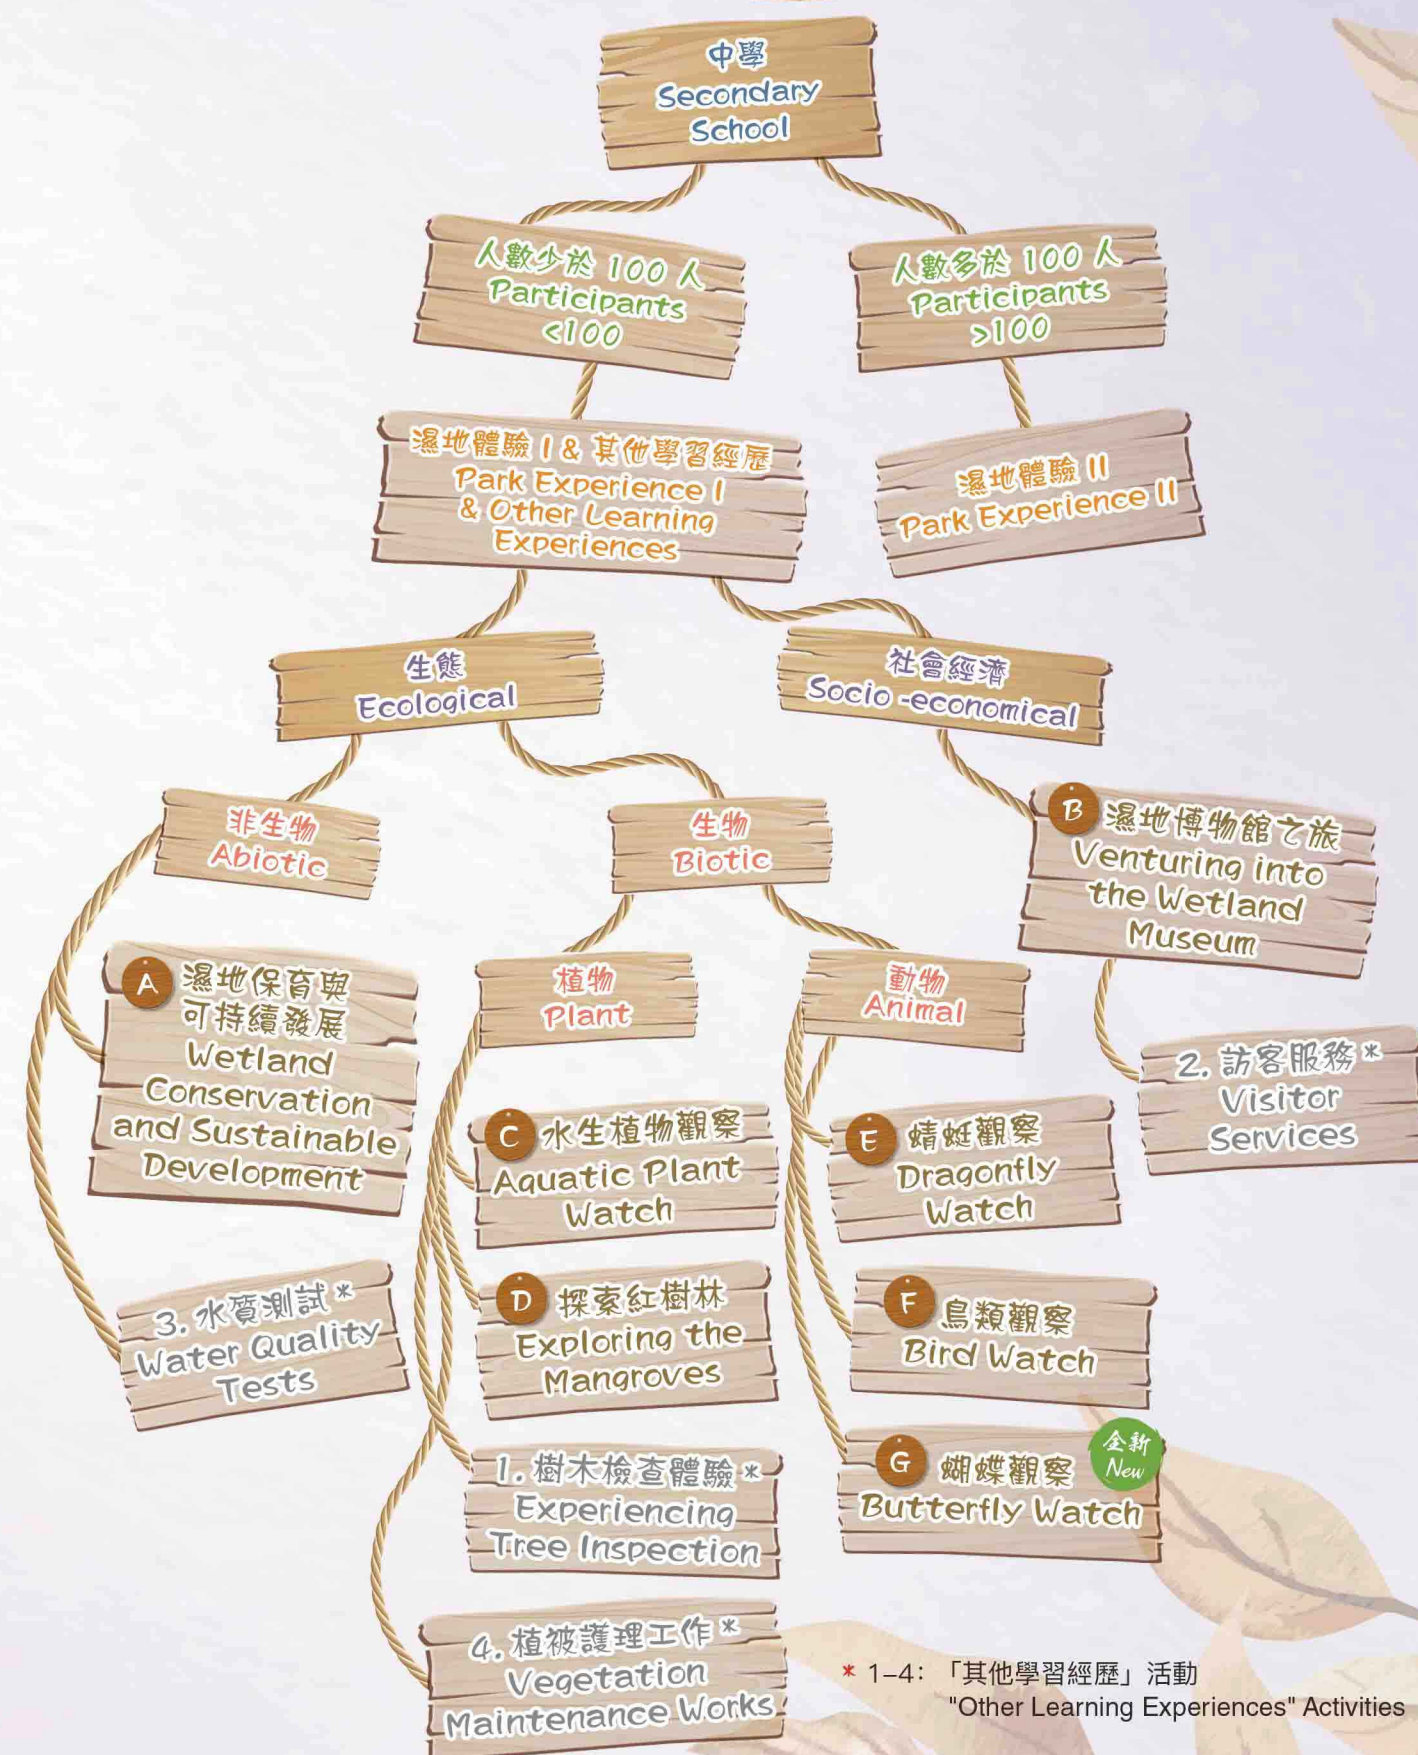 中學
Secondary
School
人數少於 100 人
Participants
<100
人數多於 100 人
Participants
>100
濕地體驗 I & 其他學習經歷
Park Experience I
& Other Learning
Experiences
濕地體驗 II
Park Experience II
生態
Ecological
社會經濟
Socio -economical
非生物
Abiotic
生物
Biotic
B 濕地博物館之旅
Venturing into
the Wetland
Museum
A 濕地保育與
可持續發展
Wetland
Conservation
and Sustainable
Development
植物
Plant
動物
Animal
2. 訪客服務*
Visitor
Services
C 水生植物觀察
Aquatic Plant
Watch
E 蜻蜓觀察
Dragonfly
Watch
3. 水質測試*
Water Quality
Tests
D 探索紅樹林
Exploring the
Mangroves
F 鳥類觀察
Bird Watch
1. 樹木檢查體驗*
Experiencing
Tree Inspection
G 蝴蝶觀察
Butterfly Watch
全新
New
4. 植被護理工作*
Vegetation
Maintenance Works
* 1–4：「其他學習經歷」活動
"Other Learning Experiences" Activities